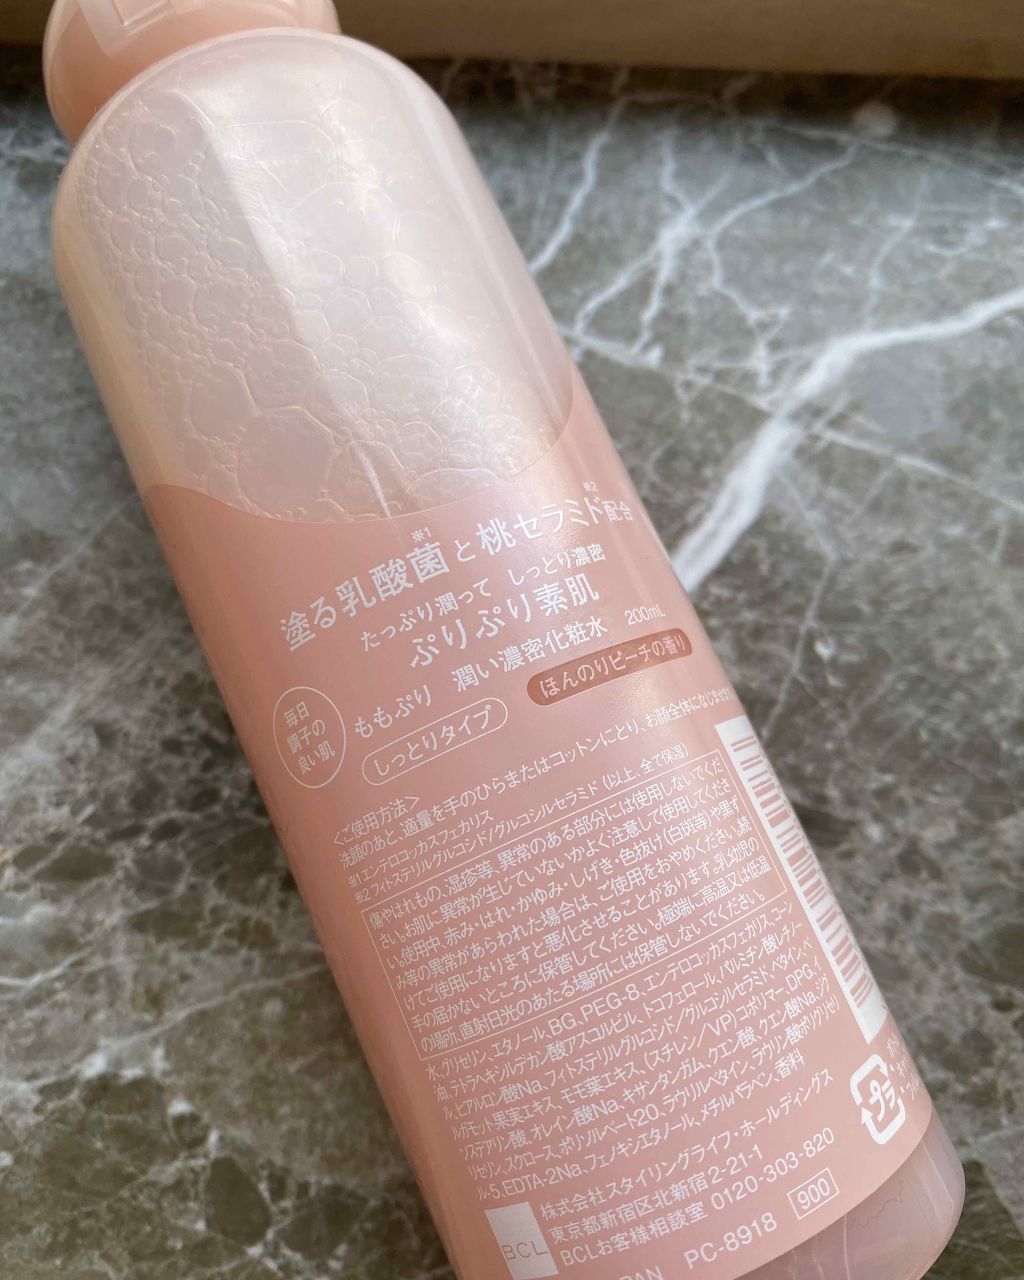 塗る乳酸菌※1と桃セラミド※2配合
たっぷり潤って しっとり濃密
ぷりぷり素肌
毎日
調子の
良い肌
ももぷり 潤い濃密化粧水 200mL
しっとりタイプ
ほんのりピーチの香り
<ご使用方法>
洗顔のあと、適量を手のひらまたはコットンにとり、お顔全体になじませ
※1 エンテロコッカスフェカリス
※2 フィトステリルグルコシド/グルコシルセラミド (以上、全て保湿)
傷やはれもの、湿疹等、異常のある部分には使用しないでくだ
さい。お肌に異常が生じていないかよく注意して使用してくださ
い。使用中、赤み・はれ・かゆみ・しげき・色抜け(白斑等)や黒ず
み等の異常があらわれた場合は、ご使用をおやめください。続
けてご使用になりますと悪化させることがあります。乳幼児の
手の届かないところに保管してください。極端に高温又は低温
の場所、直射日光のあたる場所には保管しないでください。
水、グリセリン、エタノール、BG、PEG-8、エンテロコッカスフェカリス、コーン
油、テトラヘキシルデカン酸アスコルビル、トコフェロール、パルミチン酸レチノー
ル、ヒアルロン酸Na、フィトステリルグルコシド/グルコシルセラミド、ベタイン、ベ
ルガモット果実エキス、モモ葉エキス、(スチレン/VP)コポリマー、DPG、
リステアリン酸、オレイン酸Na、キサンタンガム、クエン酸、クエン酸Na、ジグ
リセリン、スクロース、ポリソルベート20、ラウリルベタイン、ラウリン酸ポリグリセリ
ル-5、EDTA-2Na、フェノキシエタノール、メチルパラベン、香料
株式会社 スタイリングライフ・ホールディングス
東京都新宿区北新宿2-21-1
BCLお客様相談室 0120-303-820
BCL
PAN PC-8918 900
プラ